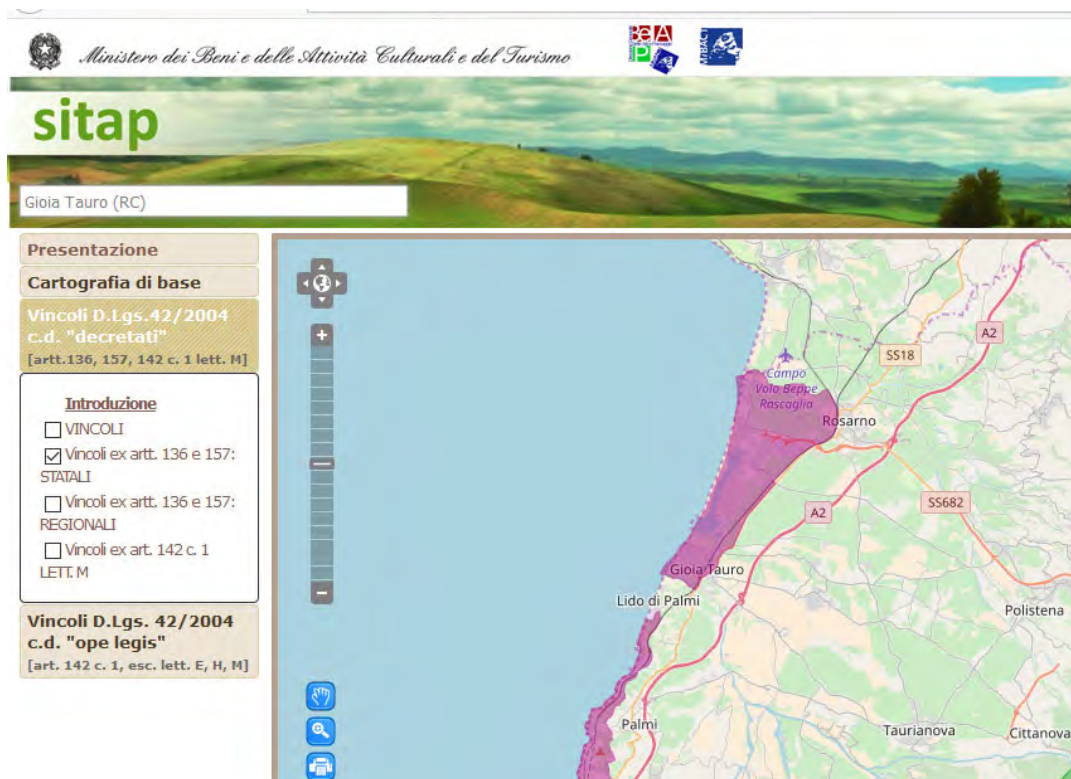 Ministero dei Beni e delle Attività Culturali e del Turismo
BeA
P
MiBACT
sitap
Gioia Tauro (RC)
Presentazione
Cartografia di base
Vincoli D.Lgs.42/2004
c.d. "decretati"
[artt.136, 157, 142 c. 1 lett. M]
Introduzione
VINCOLI
Vincoli ex artt. 136 e 157:
STATALI
Vincoli ex artt. 136 e 157:
REGIONALI
Vincoli ex art. 142 c. 1
LETT. M
Vincoli D.Lgs. 42/2004
c.d. "ope legis"
[art. 142 c. 1, esc. lett. E, H, M]
A2
SS18
Campo
Volo Beppe
Rascaglia
Rosarno
SS682
A2
Gioia Tauro
Lido di Palmi
Polistena
Palmi
Taurianova
Cittanova